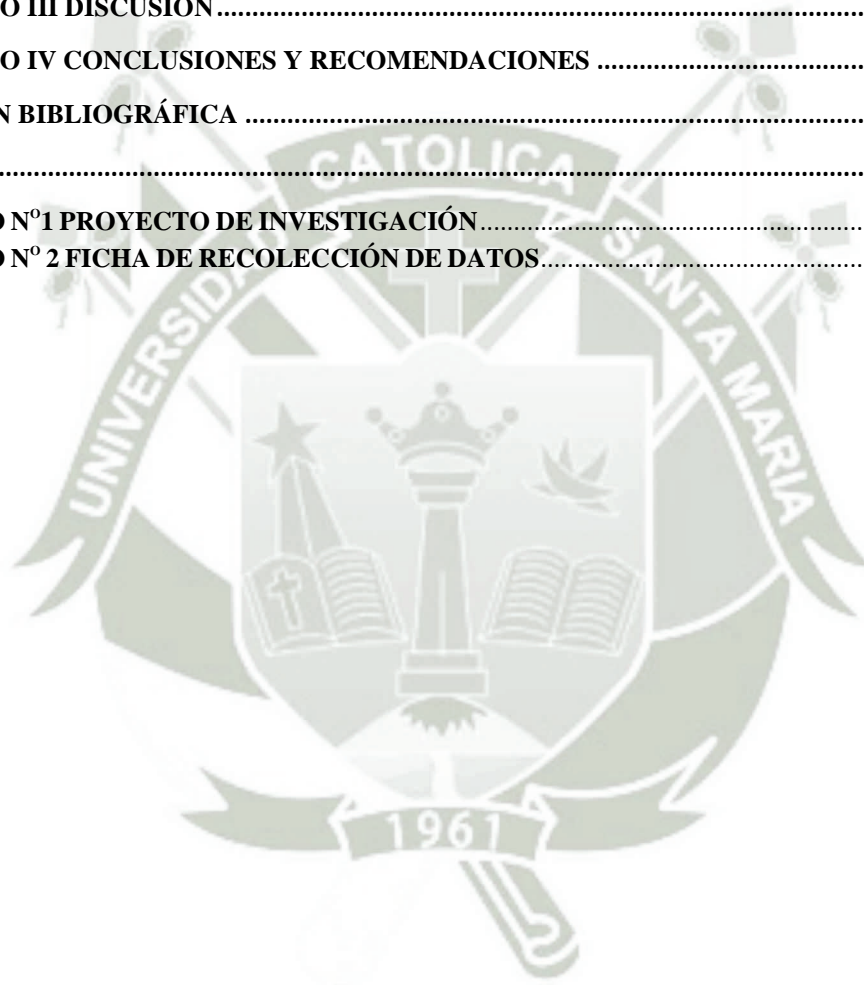 O III DISCUSIÓN........................................................................................
O IV CONCLUSIONES Y RECOMENDACIONES ....................................
N BIBLIOGRÁFICA ....................................................................................
....................................................................................................................
O Nº1 PROYECTO DE INVESTIGACIÓN..................................................
O Nº 2 FICHA DE RECOLECCIÓN DE DATOS..........................................
UNIVERSIDAD CATOLICA SANTA MARIA
1961